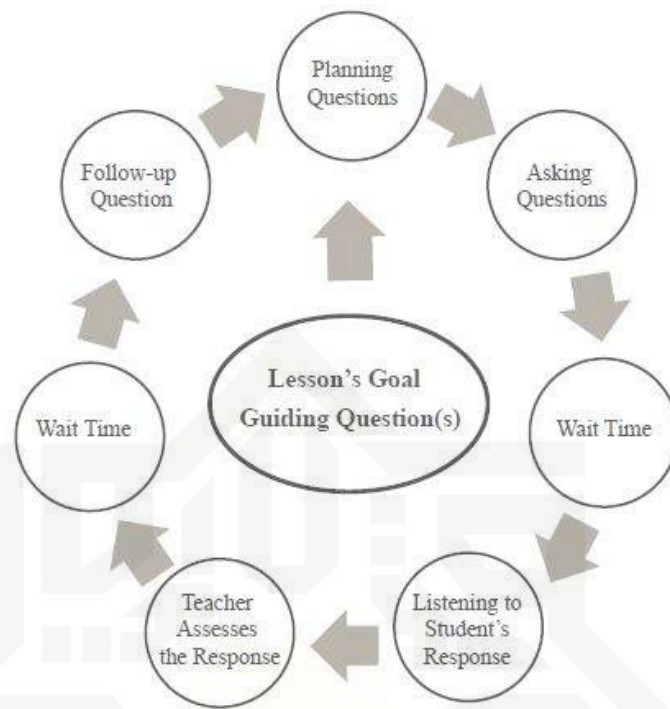 Planning
Questions
Asking
Questions
Wait Time
Listening to
Student’s
Response
Teacher
Assesses
the Response
Wait Time
Follow-up
Question
Lesson’s Goal
Guiding Question(s)